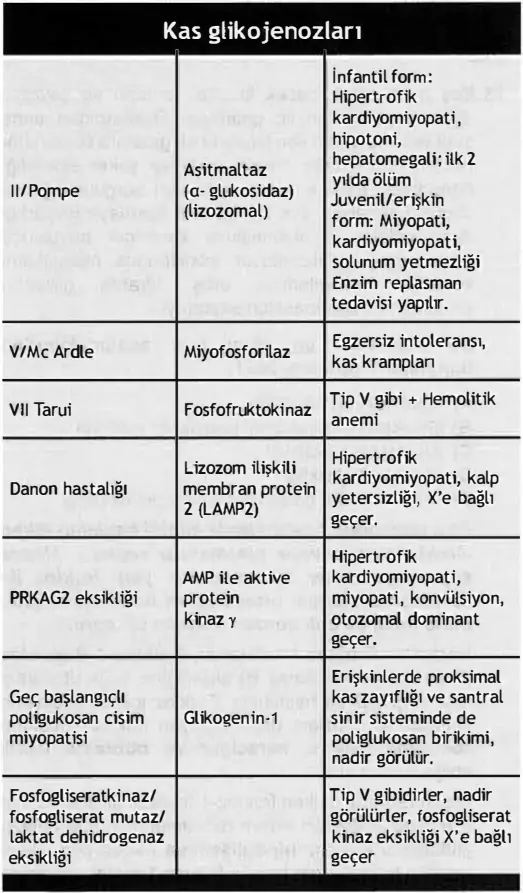 Kas glikojenozları
II/Pompe
Asitmaltaz
(α- glukosidaz)
(lizozomal)
İnfantil form:
Hipertrofik
kardiyomiyopati,
hipotoni,
hepatomegali; ilk 2
yılda ölüm
Juvenil/erişkin
form: Miyopati,
kardiyomiyopati,
solunum yetmezliği
Enzim replasman
tedavisi yapılır.
V/Mc Ardle
Miyofosforilaz
Egzersiz intoleransı,
kas krampları
VII Tarui
Fosfofruktokinaz
Tip V gibi + Hemolitik
anemi
Danon hastalığı
Lizozom ilişkili
membran protein
2 (LAMP2)
Hipertrofik
kardiyomiyopati, kalp
yetersizliği, X'e bağlı
geçer.
PRKAG2 eksikliği
AMP ile aktive
protein
kinaz γ
Hipertrofik
kardiyomiyopati,
miyopati, konvülsiyon,
otozomal dominant
geçer.
Geç başlangıçlı
poligukosan cisim
miyopatisi
Glikogenin-1
Erişkinlerde proksimal
kas zayıflığı ve santral
sinir sisteminde de
poliglukosan birikimi,
nadir görülür.
Fosfogliseratkinaz/
fosfogliserat mutaz/
miktat dehidrogenaz
eksikliği
Tip V gibidirler, nadir
görülürler, fosfogliserat
kinaz eksikliği X'e bağlı
geçer